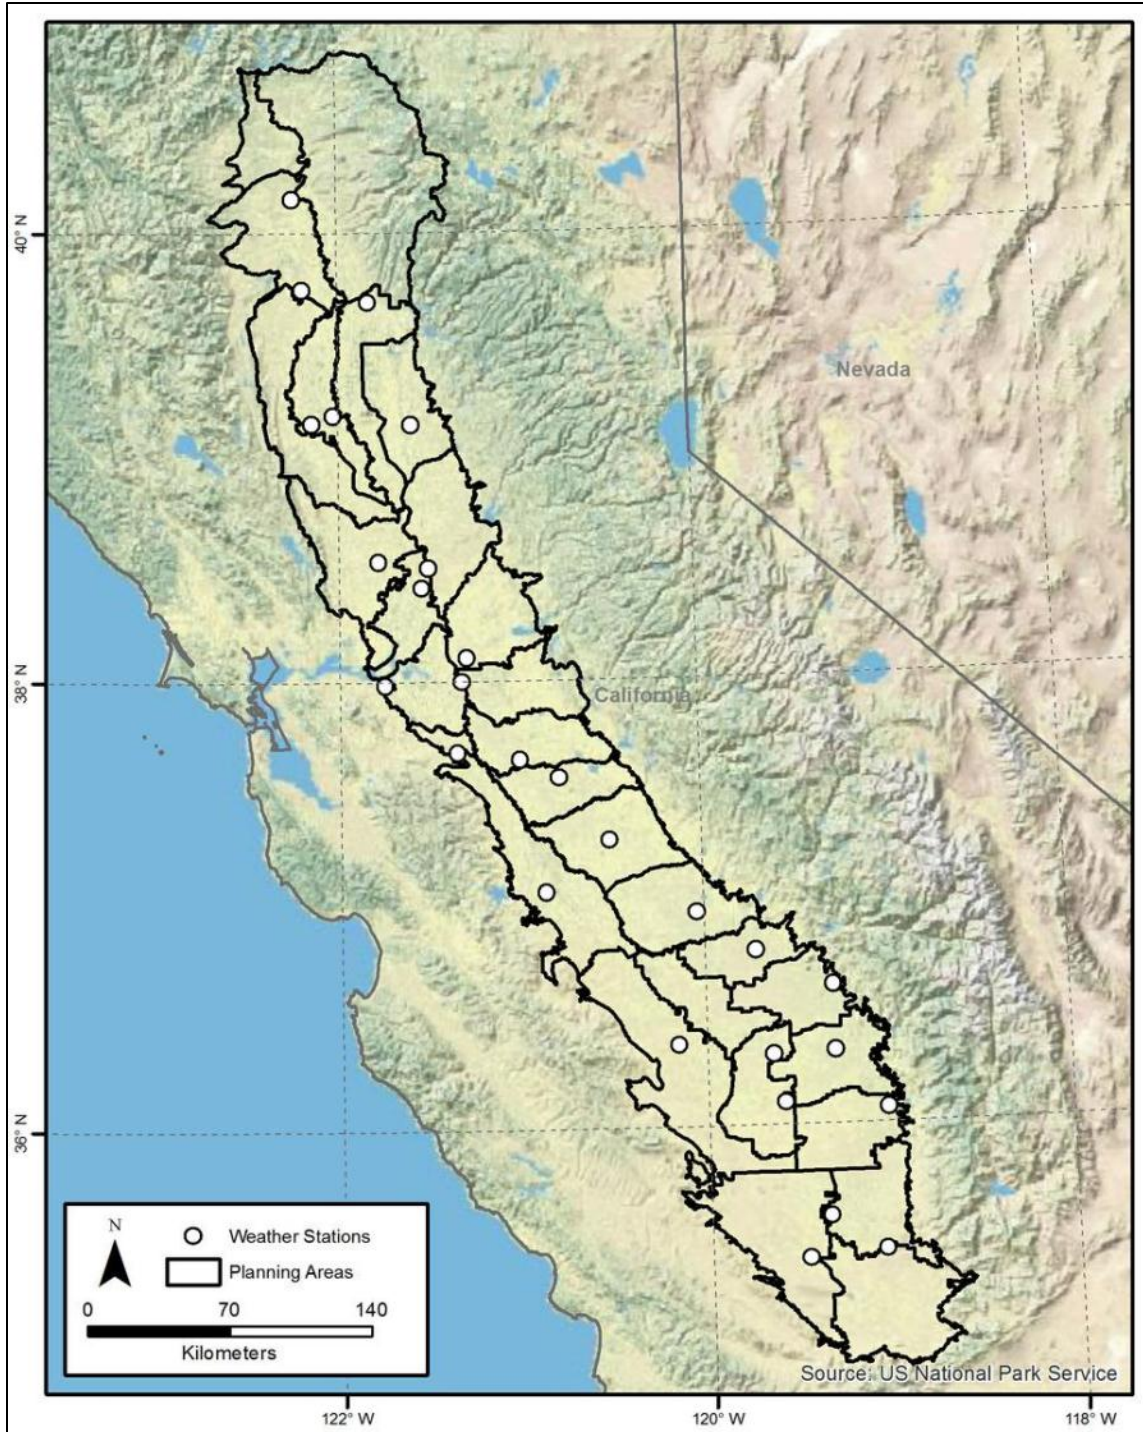 40° N
Nevada
38° N
California
36° N
N
Weather Stations
Planning Areas
0 70 140
Kilometers
Source: US National Park Service
122° W 120° W 118° W